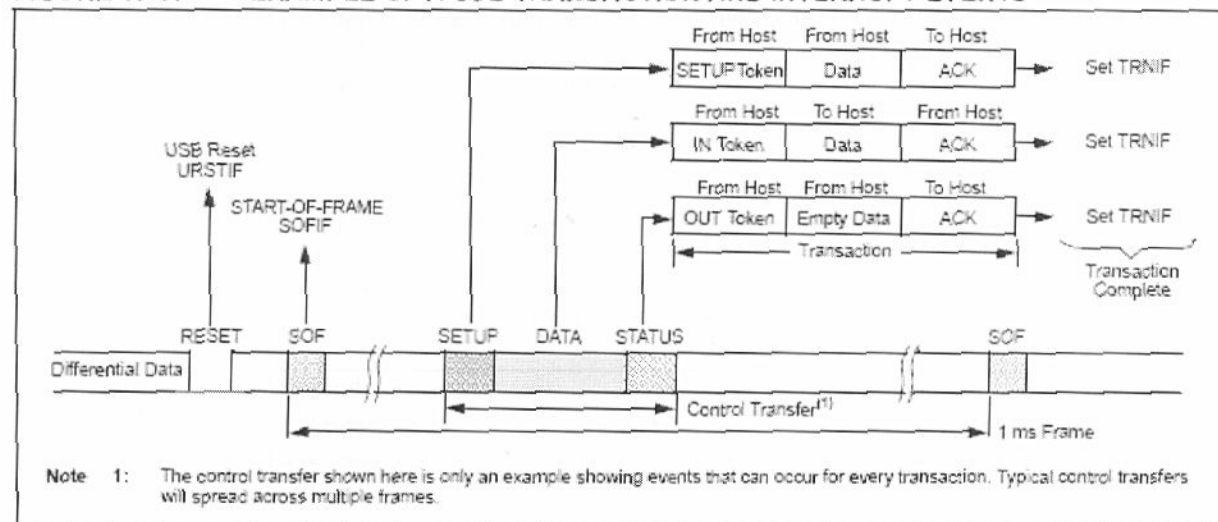 From Host From Host To Host
SETUP Token Data ACK Set TRNIF
From Host To Host From Host
IN Token Data ACK Set TRNIF
USB Reset
URSTIF
START-OF-FRAME
SOFIF
From Host From Host To Host
OUT Token Empty Data ACK Set TRNIF
Transaction
Transaction
Complete
RESET SOF SETUP DATA STATUS SOF
Differential Data
Control Transfer(1)
1 ms Frame
Note 1: The control transfer shown here is only an example showing events that can occur for every transaction. Typical control transfers
will spread across multiple frames.